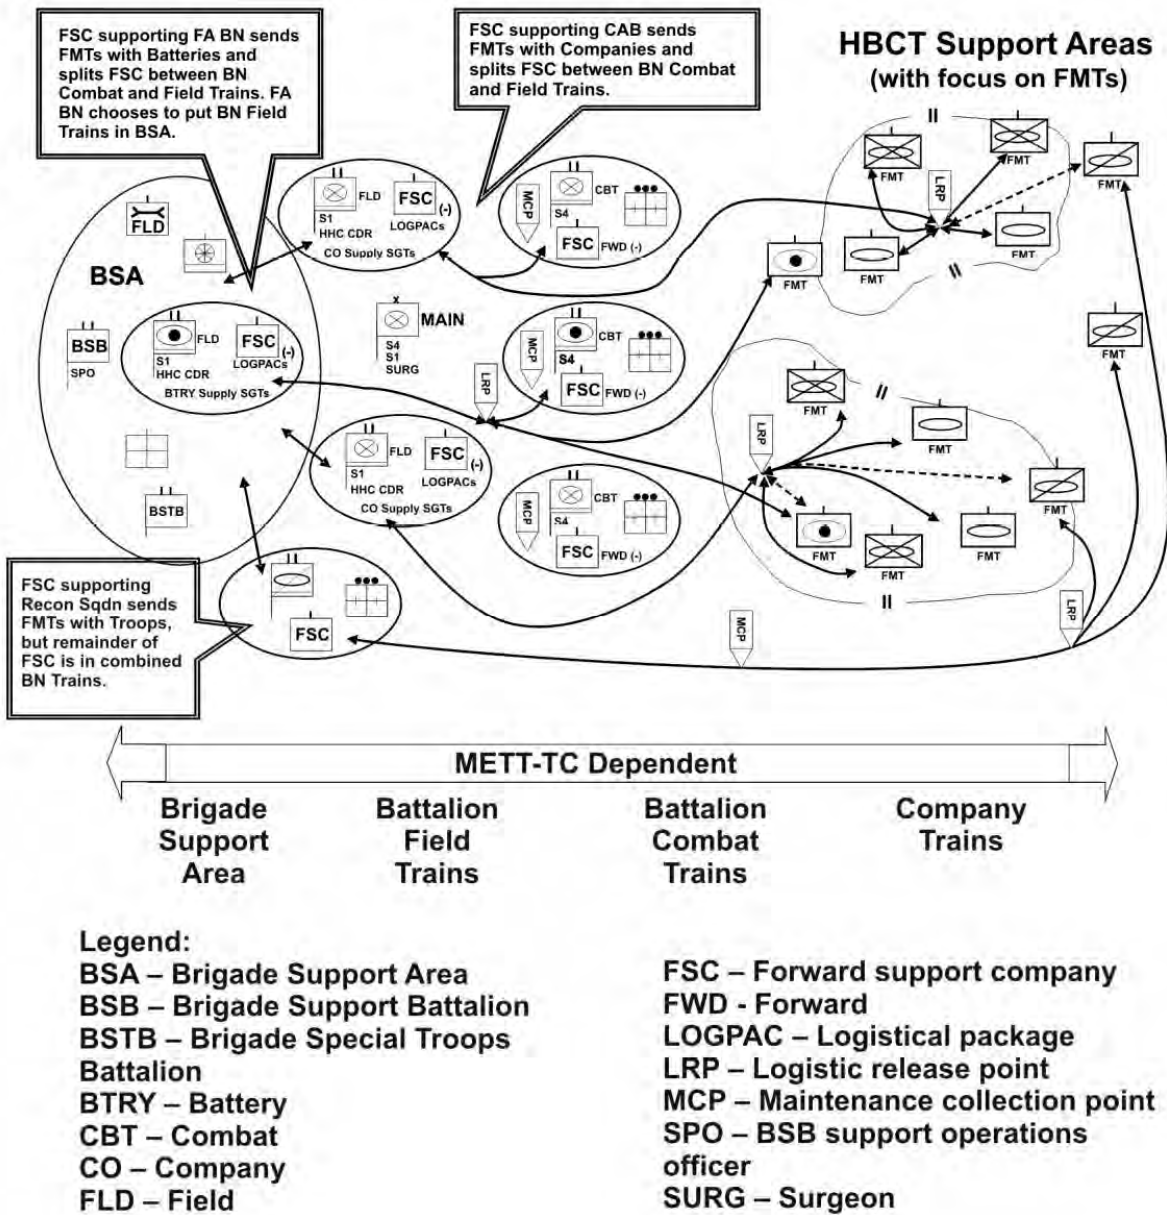 FSC supporting FA BN sends
FMTs with Batteries and
splits FSC between BN
Combat and Field Trains. FA
BN chooses to put BN Field
Trains in BSA.
FSC supporting CAB sends
FMTs with Companies and
splits FSC between BN Combat
and Field Trains.
HBCT Support Areas
(with focus on FMTs)
FLD
BSA
BSB
SPO
BSTB
FLD
S1
HHC CDR
FSC
(-)
LOGPACs
CO Supply SGTs
MCP
CBT
S4
FSC
FWD (-)
FLD
S1
HHC CDR
FSC
(-)
LOGPACs
BTRY Supply SGTs
X
MAIN
S4
S1
SURG
LRP
MCP
CBT
S4
FSC
FWD (-)
FLD
S1
HHC CDR
FSC
(-)
LOGPACs
CO Supply SGTs
MCP
CBT
S4
FSC
FWD (-)
FSC
II
FMT
FMT
FMT
LRP
FMT
FMT
II
FMT
FMT
FMT
II
LRP
FMT
FMT
FMT
FMT
FMT
II
MCP
LRP
FSC supporting
Recon Sqdn sends
FMTs with Troops,
but remainder of
FSC is in combined
BN Trains.
METT-TC Dependent
Brigade
Support
Area
Battalion
Field
Trains
Battalion
Combat
Trains
Company
Trains
Legend:
BSA – Brigade Support Area
BSB – Brigade Support Battalion
BSTB – Brigade Special Troops
Battalion
BTRY – Battery
CBT – Combat
CO – Company
FLD – Field
FSC – Forward support company
FWD - Forward
LOGPAC – Logistical package
LRP – Logistic release point
MCP – Maintenance collection point
SPO – BSB support operations
officer
SURG – Surgeon